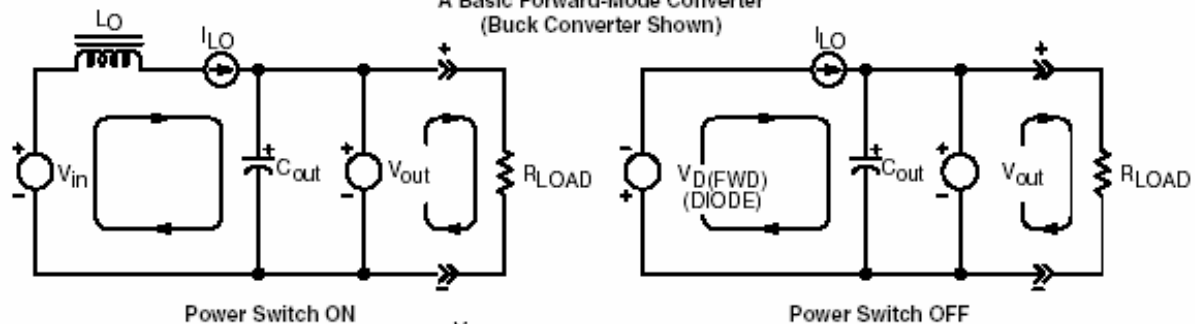 A Basic Forward-Mode Converter
(Buck Converter Shown)
LO
ILO
+
+
Vin
-
+
Cout
+
Vout
-
RLOAD
-
Power Switch ON
ILO
+
-
VD(FWD)
(DIODE)
+
+
Cout
+
-
Vout
RLOAD
-
Power Switch OFF